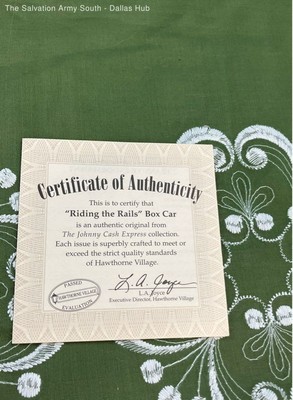 The Salvation Army South - Dallas Hub
Certificate of Authenticity
This is to certify that
"Riding the Rails" Box Car
is an authentic original from
The Johnny Cash Express collection.
Each issue is superbly crafted to meet or
exceed the strict quality standards
of Hawthorne Village.
PASSED
HAWTHORNE VILLAGE
EVALUATION
L. A. Joyce
L.A. Joyce
Executive Director, Hawthorne Village